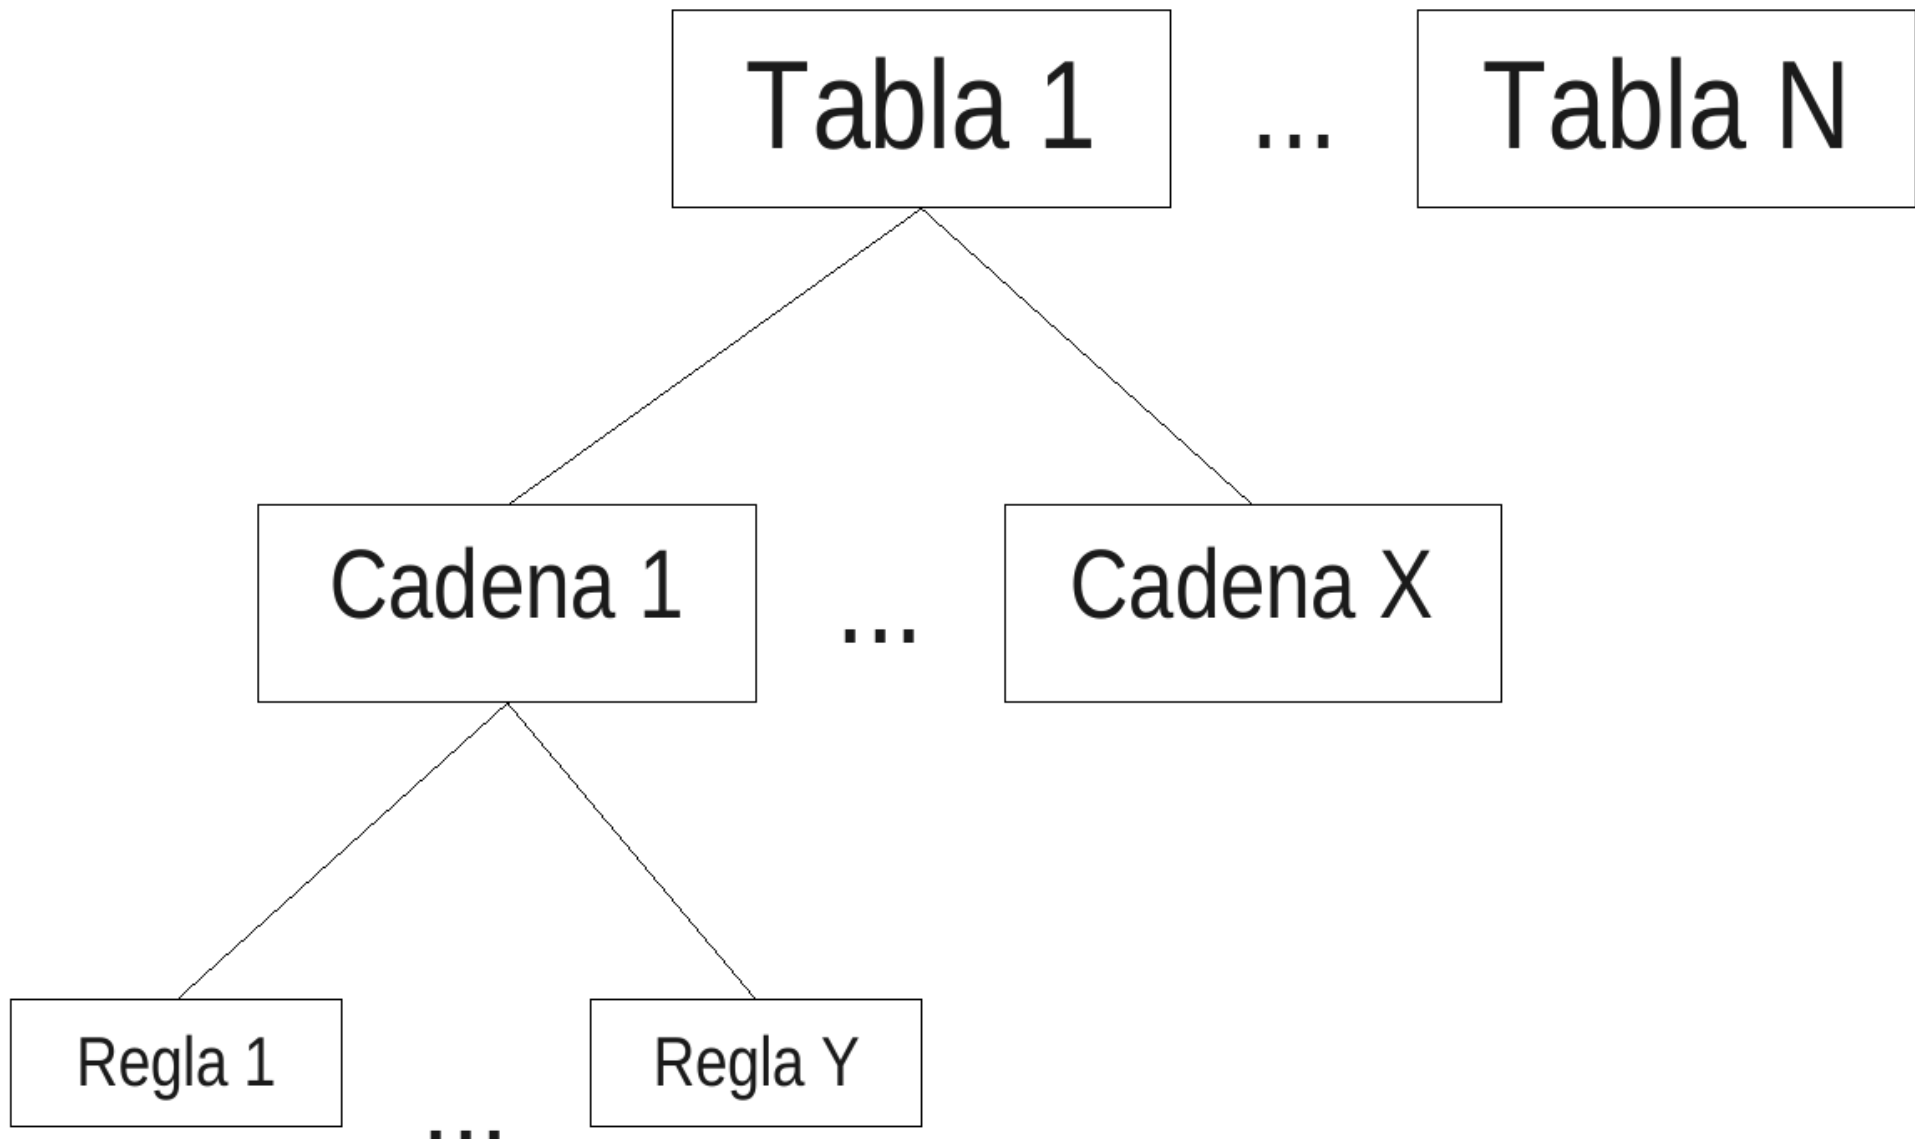 Tabla 1 ... Tabla N
Cadena 1 ... Cadena X
Regla 1 ... Regla Y